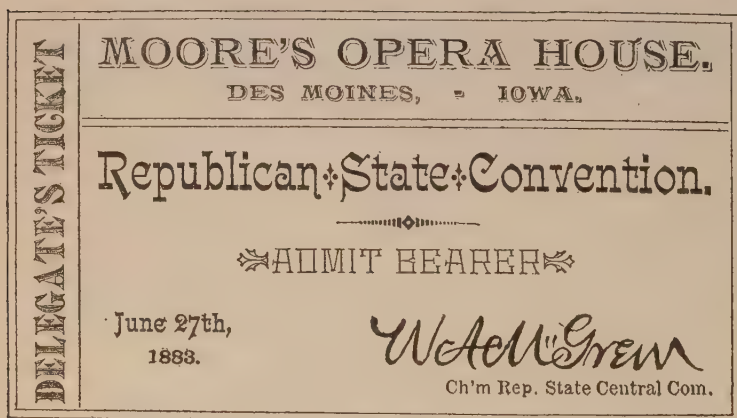 DELEGATE'S TICKET
MOORE'S OPERA HOUSE.
DES MOINES, - IOWA.
Republican State Convention.
ADMIT BEARER
June 27th,
1883.
Ch'm Rep. State Central Com.